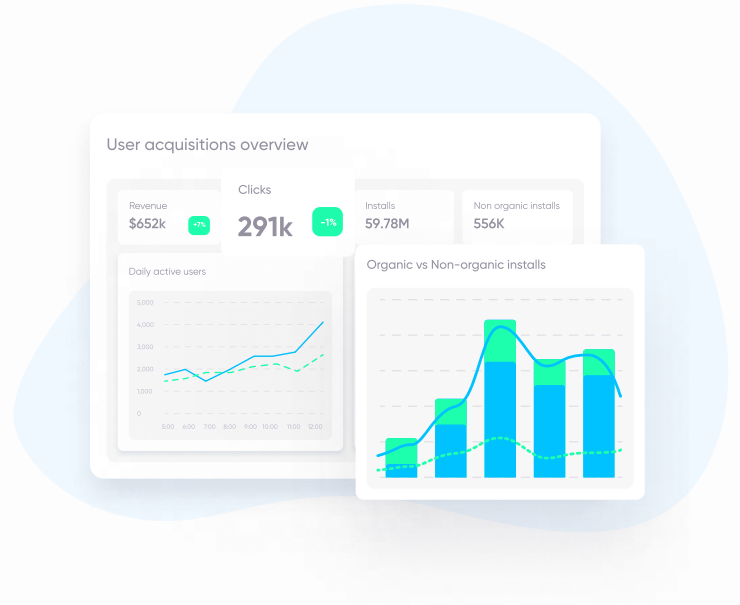 User acquisitions overview
Revenue
$652k
+7%
Clicks
291k
-1%
Installs
59.78M
Non organic installs
556K
Daily active users
5,000
4,000
3,000
2,000
1,000
0
5:00 6:00 7:00 8:00 9:00 10:00 11:00 12:00
Organic vs Non-organic installs